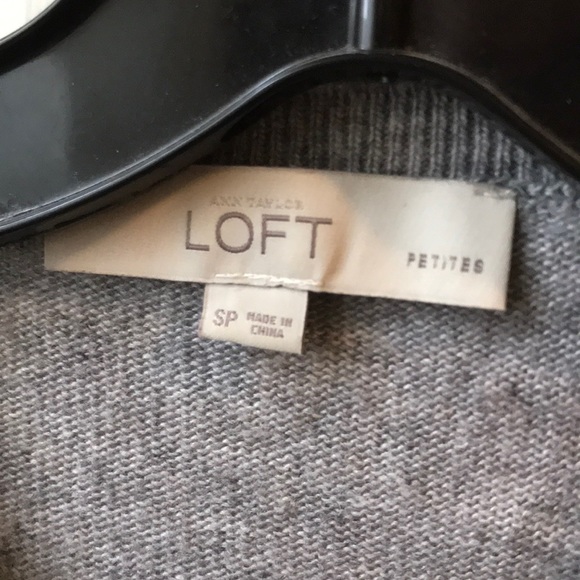 ANN TAYLOR
LOFT
PETITES
SP
MADE IN
CHINA